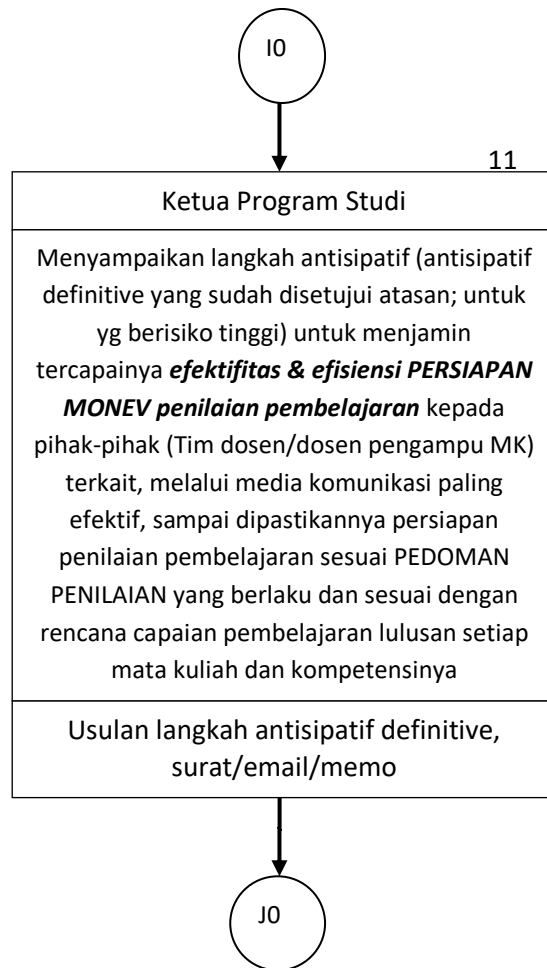 I0
11
Ketua Program Studi
Menyampaikan langkah antisipatif (antisipatif
definitive yang sudah disetujui atasan; untuk
yg berisiko tinggi) untuk menjamin
tercapainya efektifitas & efisiensi PERSIAPAN
MONEV penilaian pembelajaran kepada
pihak-pihak (Tim dosen/dosen pengampu MK)
terkait, melalui media komunikasi paling
efektif, sampai dipastikannya persiapan
penilaian pembelajaran sesuai PEDOMAN
PENILAIAN yang berlaku dan sesuai dengan
rencana capaian pembelajaran lulusan setiap
mata kuliah dan kompetensinya
Usulan langkah antisipatif definitive,
surat/email/memo
J0